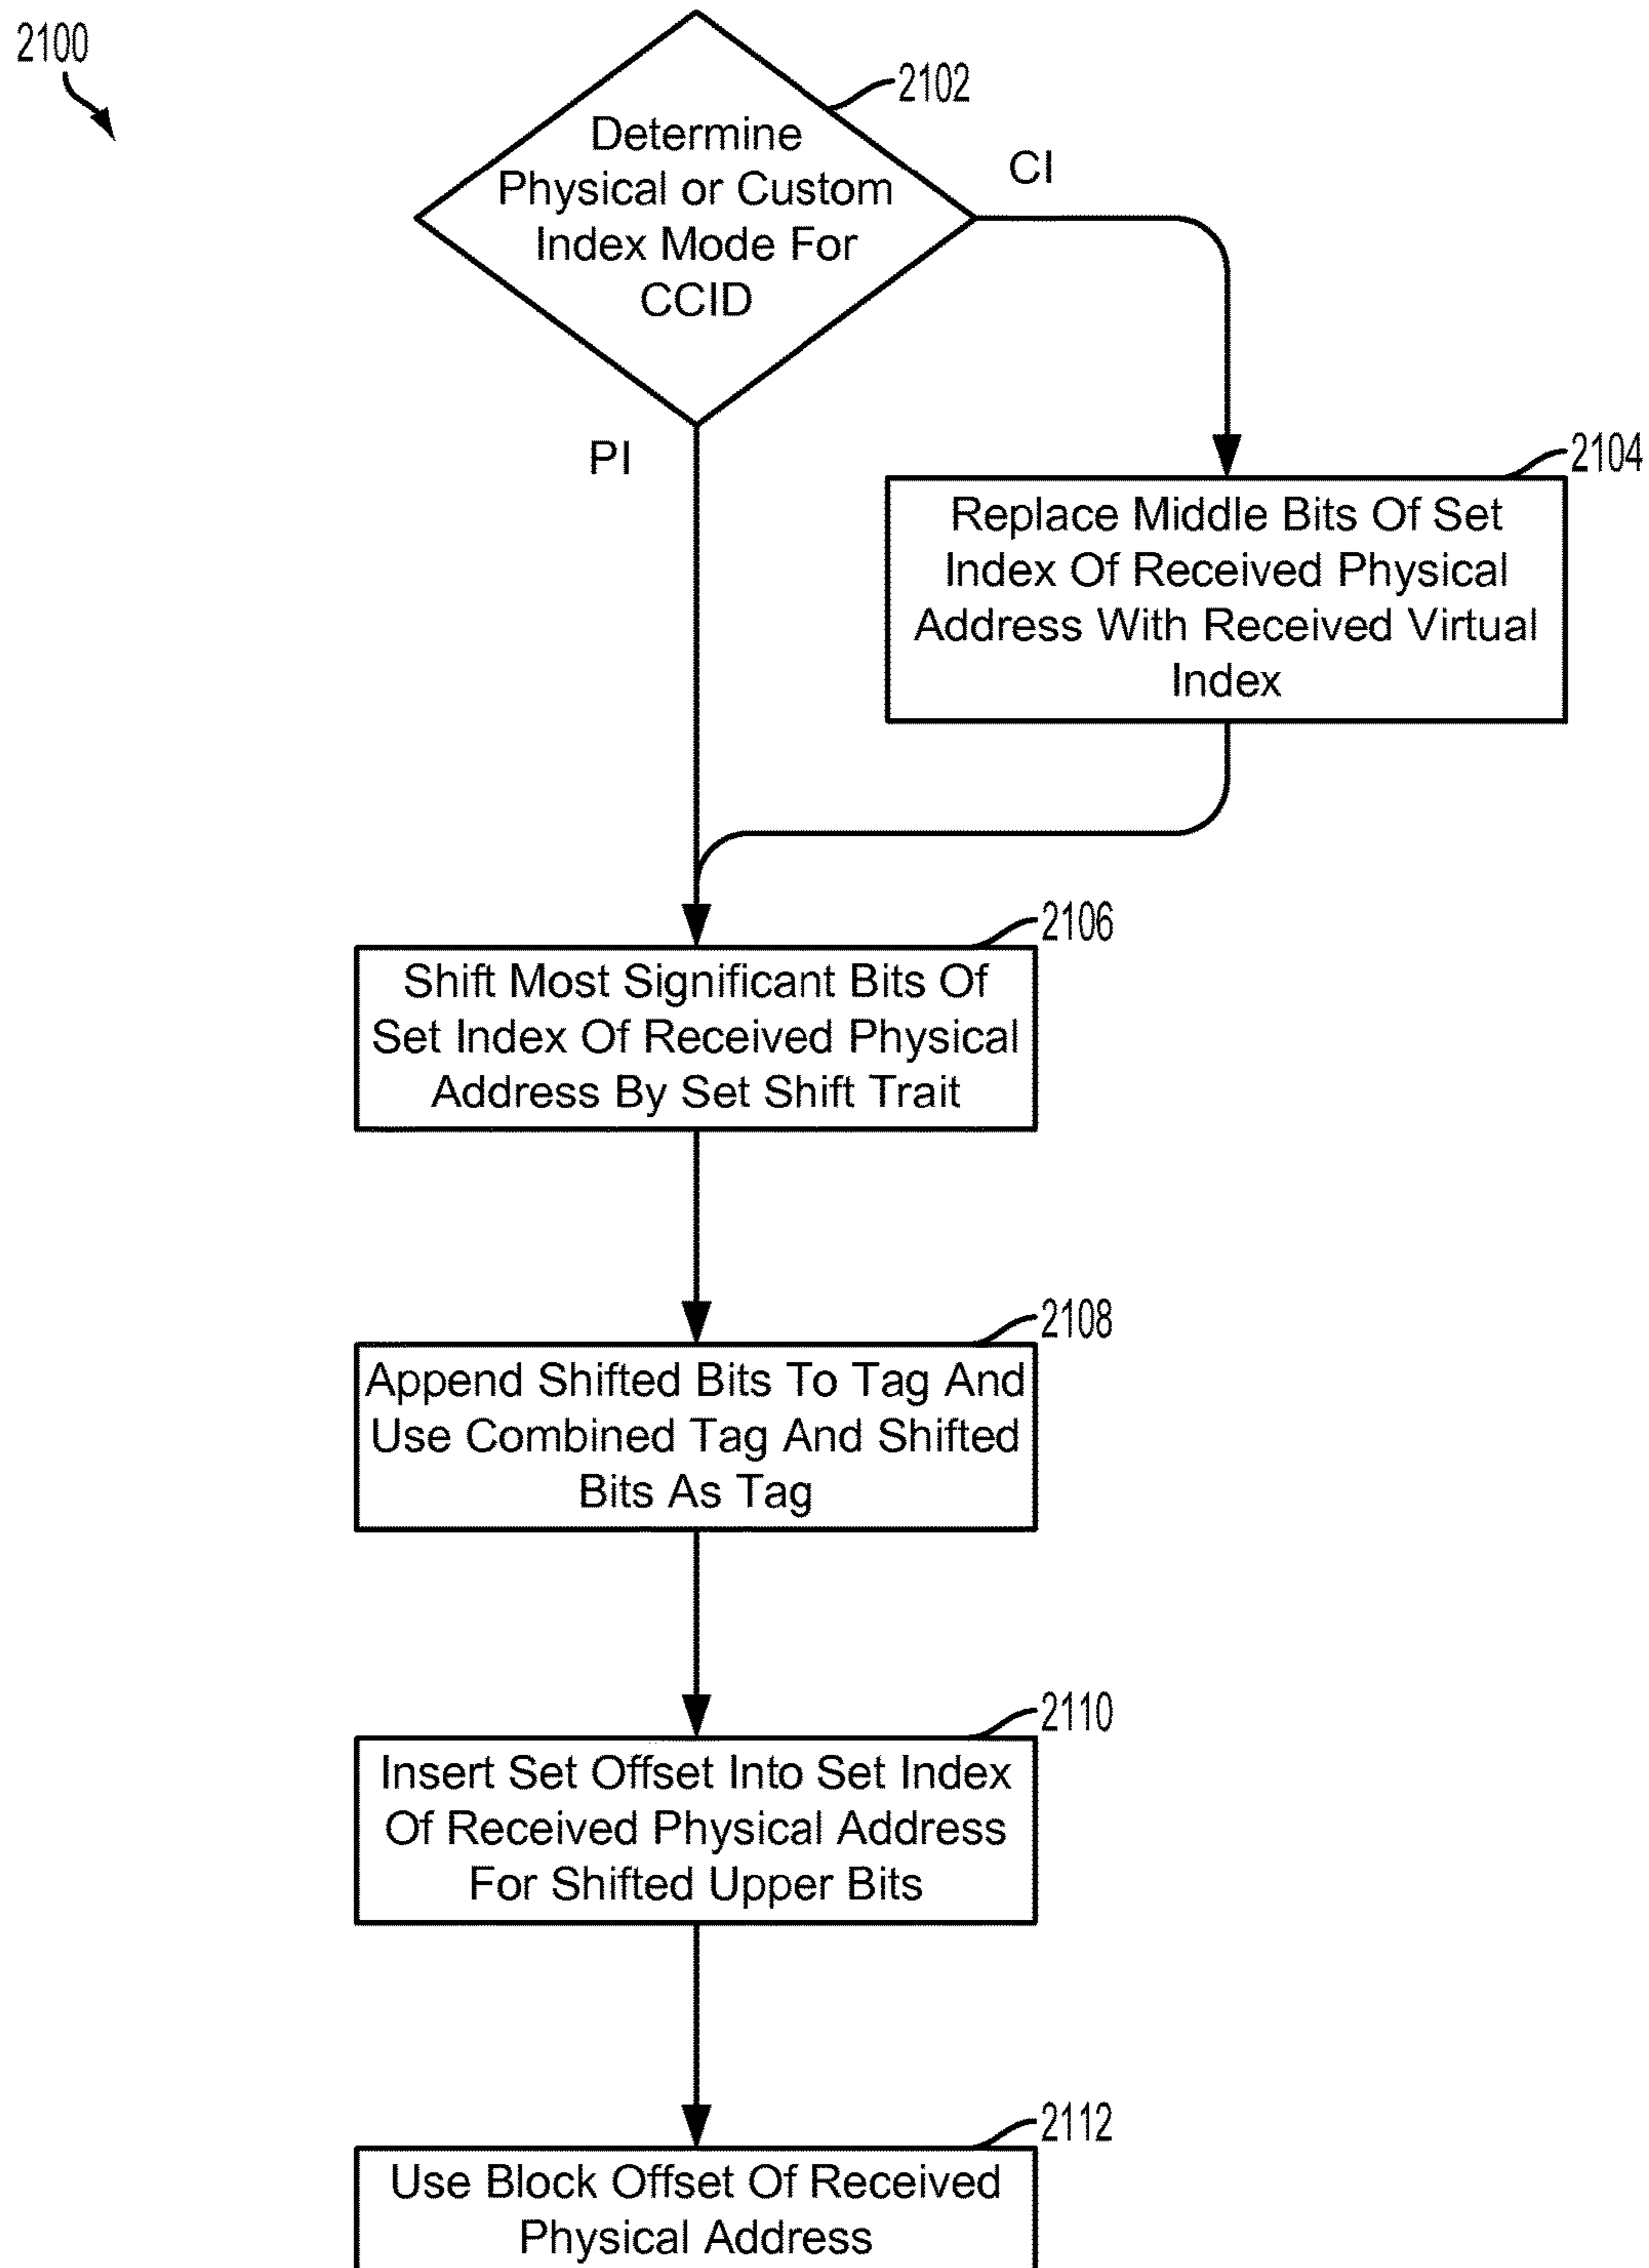 2100
2102
Determine
Physical or Custom
Index Mode For
CCID
CI
PI
2104
Replace Middle Bits Of Set
Index Of Received Physical
Address With Received Virtual
Index
2106
Shift Most Significant Bits Of
Set Index Of Received Physical
Address By Set Shift Trait
2108
Append Shifted Bits To Tag And
Use Combined Tag And Shifted
Bits As Tag
2110
Insert Set Offset Into Set Index
Of Received Physical Address
For Shifted Upper Bits
2112
Use Block Offset Of Received
Physical Address